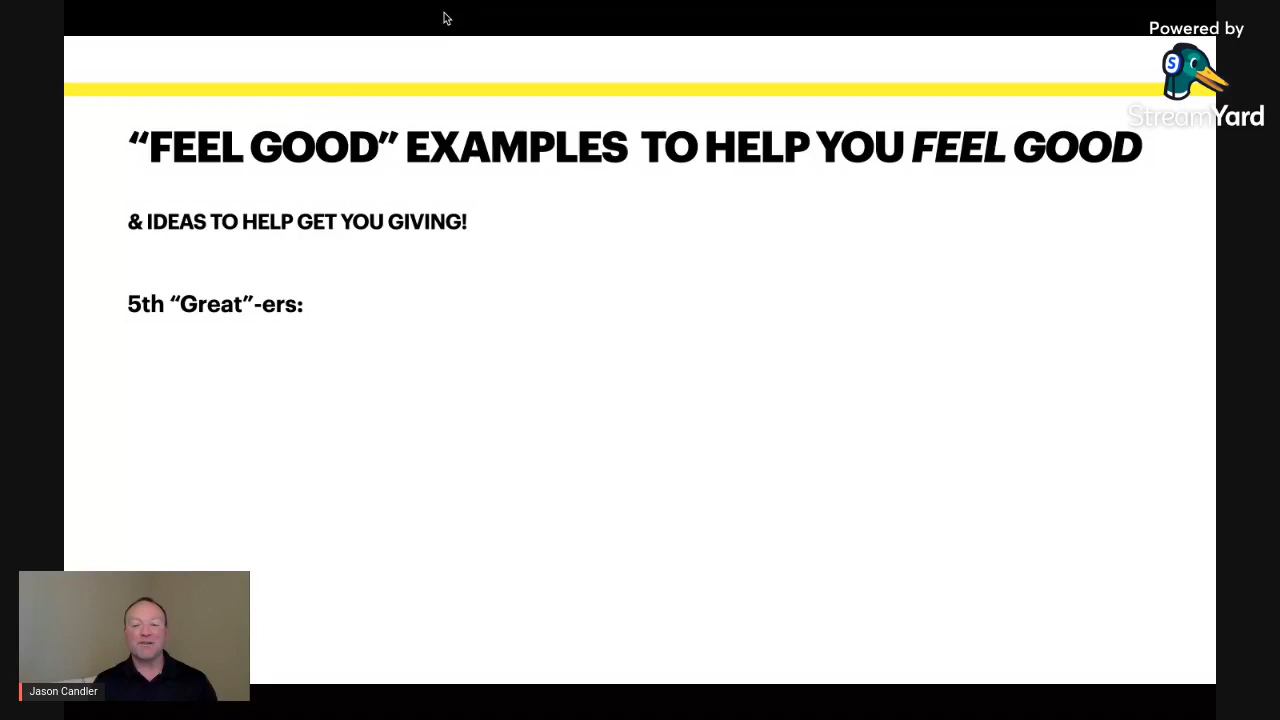 Powered by
S
StreamYard
“FEEL GOOD” EXAMPLES TO HELP YOU FEEL GOOD
& IDEAS TO HELP GET YOU GIVING!
5th “Great”-ers:
Jason Candler